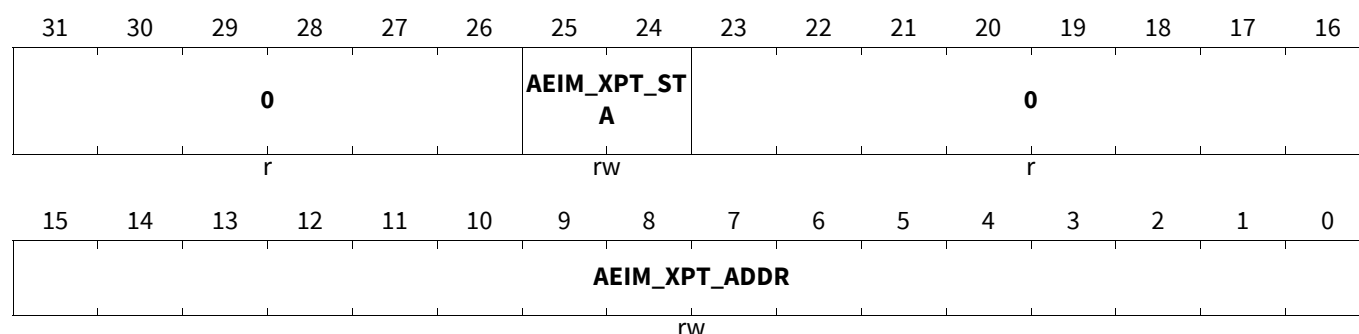 31 30 29 28 27 26 25 24 23 22 21 20 19 18 17 16
0 AEIM_XPT_ST 0
A
r rw r
15 14 13 12 11 10 9 8 7 6 5 4 3 2 1 0
AEIM_XPT_ADDR
rw